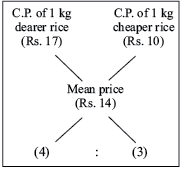 C.P. of 1 kg C.P. of 1 kg
dearer rice cheaper rice
(Rs. 17) (Rs. 10)
Mean price
(Rs. 14)
(4) : (3)